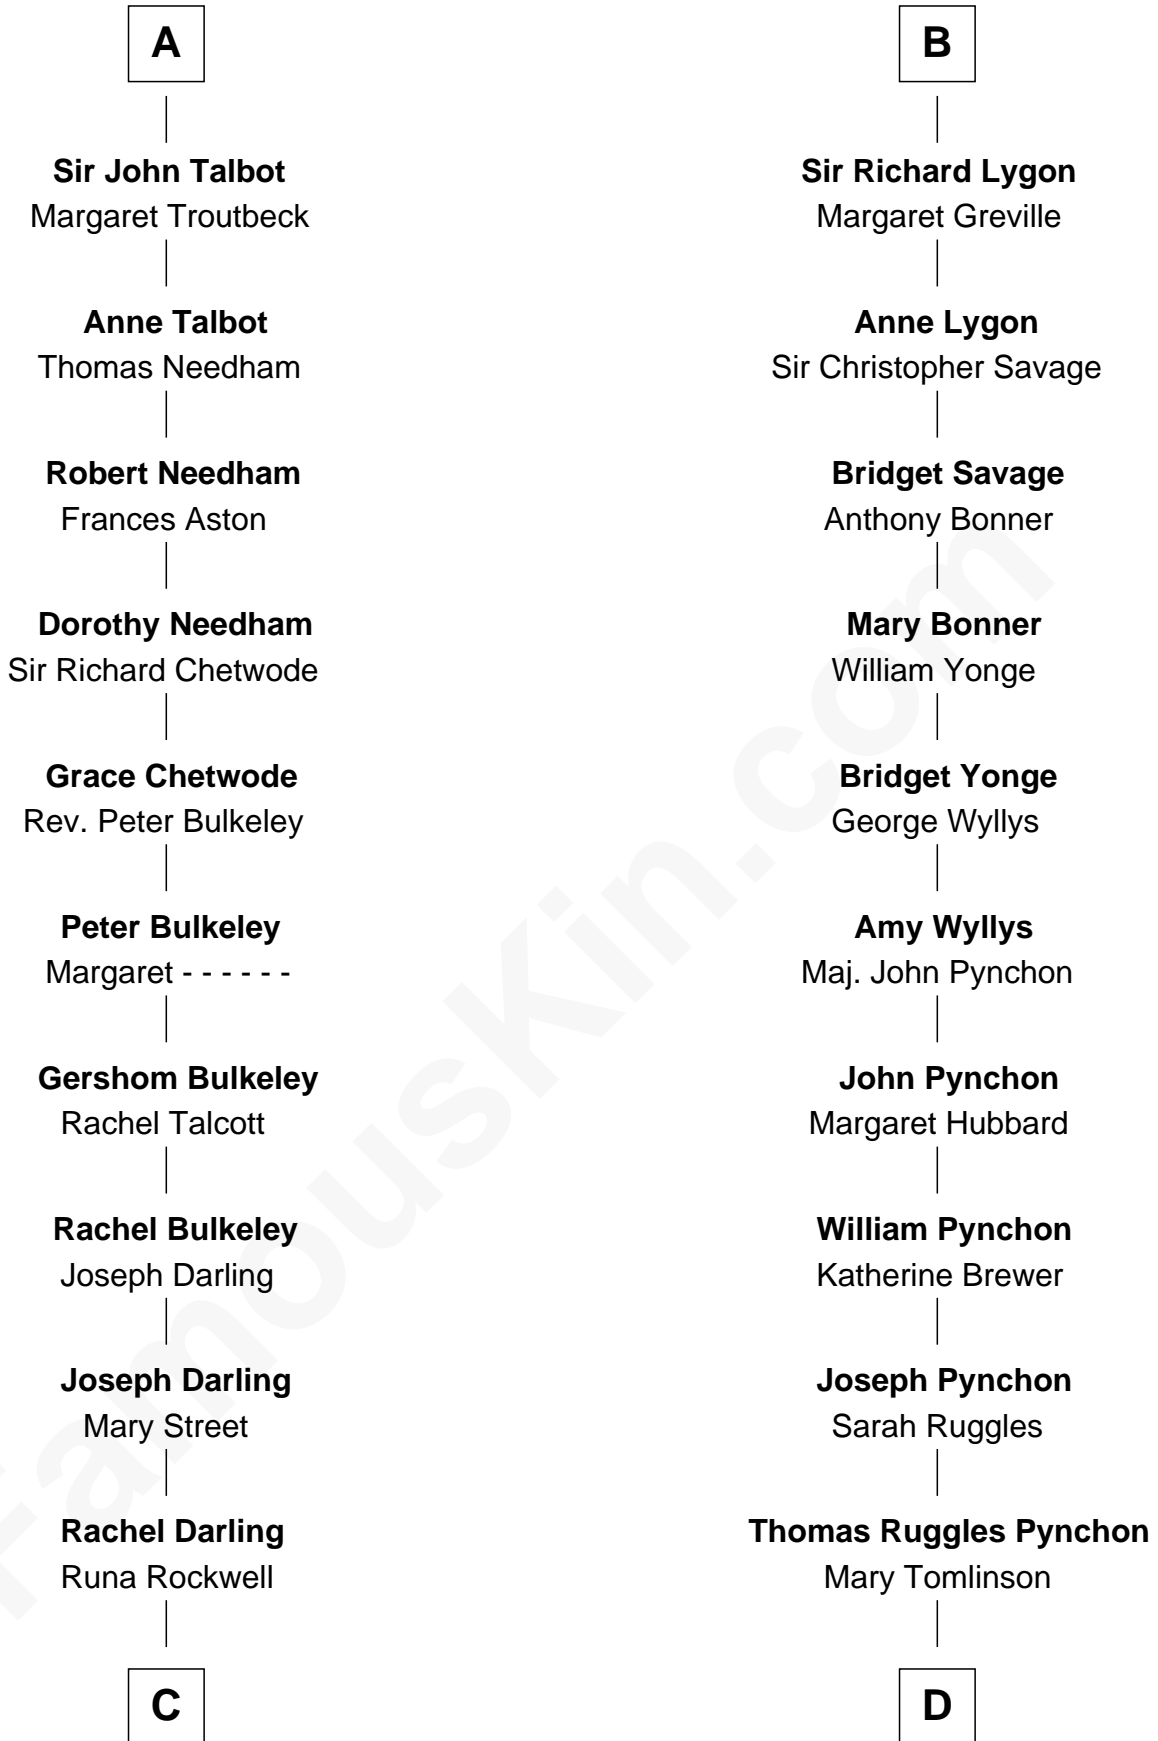 A
Sir John Talbot
Margaret Troutbeck
Anne Talbot
Thomas Needham
Robert Needham
Frances Aston
Dorothy Needham
Sir Richard Chetwode
Grace Chetwode
Rev. Peter Bulkeley
Peter Bulkeley
Margaret - - - - - -
Gershom Bulkeley
Rachel Talcott
Rachel Bulkeley
Joseph Darling
Joseph Darling
Mary Street
Rachel Darling
Runa Rockwell
C
B
Sir Richard Lygon
Margaret Greville
Anne Lygon
Sir Christopher Savage
Bridget Savage
Anthony Bonner
Mary Bonner
William Yonge
Bridget Yonge
George Wyllys
Amy Wyllys
Maj. John Pynchon
John Pynchon
Margaret Hubbard
William Pynchon
Katherine Brewer
Joseph Pynchon
Sarah Ruggles
Thomas Ruggles Pynchon
Mary Tomlinson
D
FamousKin.com